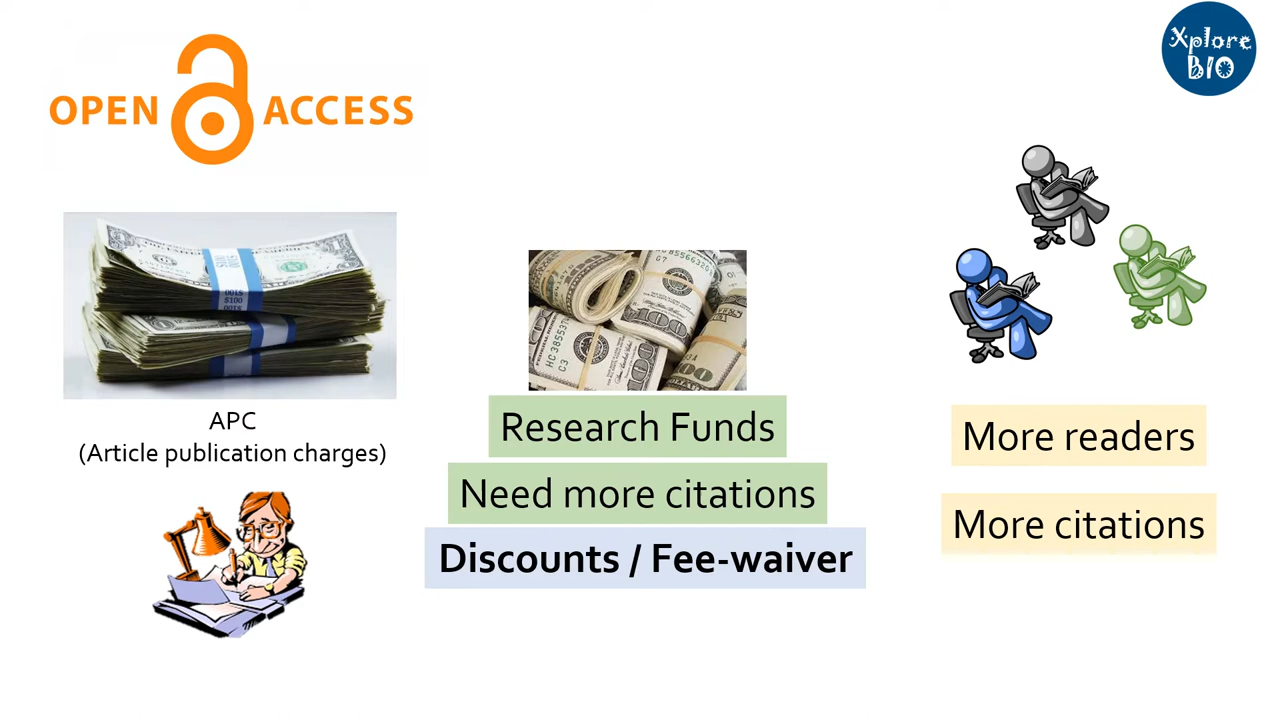 Xplore
BIO
OPEN ACCESS
APC
(Article publication charges)
Research Funds
Need more citations
Discounts / Fee-waiver
More readers
More citations